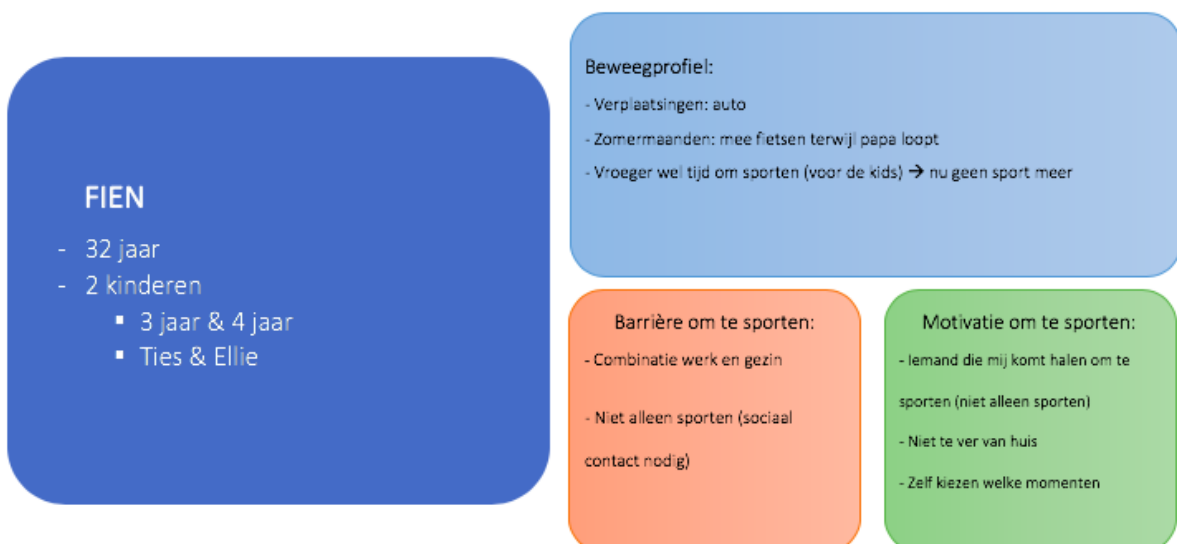 FIEN
- 32 jaar
- 2 kinderen
▪ 3 jaar & 4 jaar
▪ Ties & Ellie
Beweegprofiel:
- Verplaatsingen: auto
- Zomermaanden: mee fietsen terwijl papa loopt
- Vroeger wel tijd om sporten (voor de kids) → nu geen sport meer
Barrière om te sporten:
- Combinatie werk en gezin
- Niet alleen sporten (sociaal
contact nodig)
Motivatie om te sporten:
- Iemand die mij komt halen om te
sporten (niet alleen sporten)
- Niet te ver van huis
- Zelf kiezen welke momenten